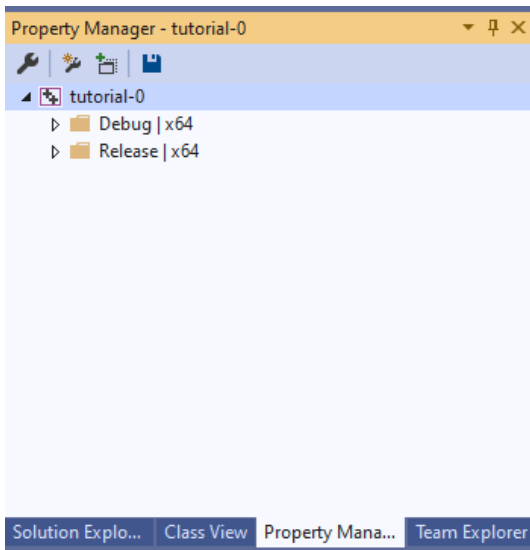 Property Manager - tutorial-0
tutorial-0
Debug | x64
Release | x64
Solution Explo... Class View Property Mana... Team Explorer